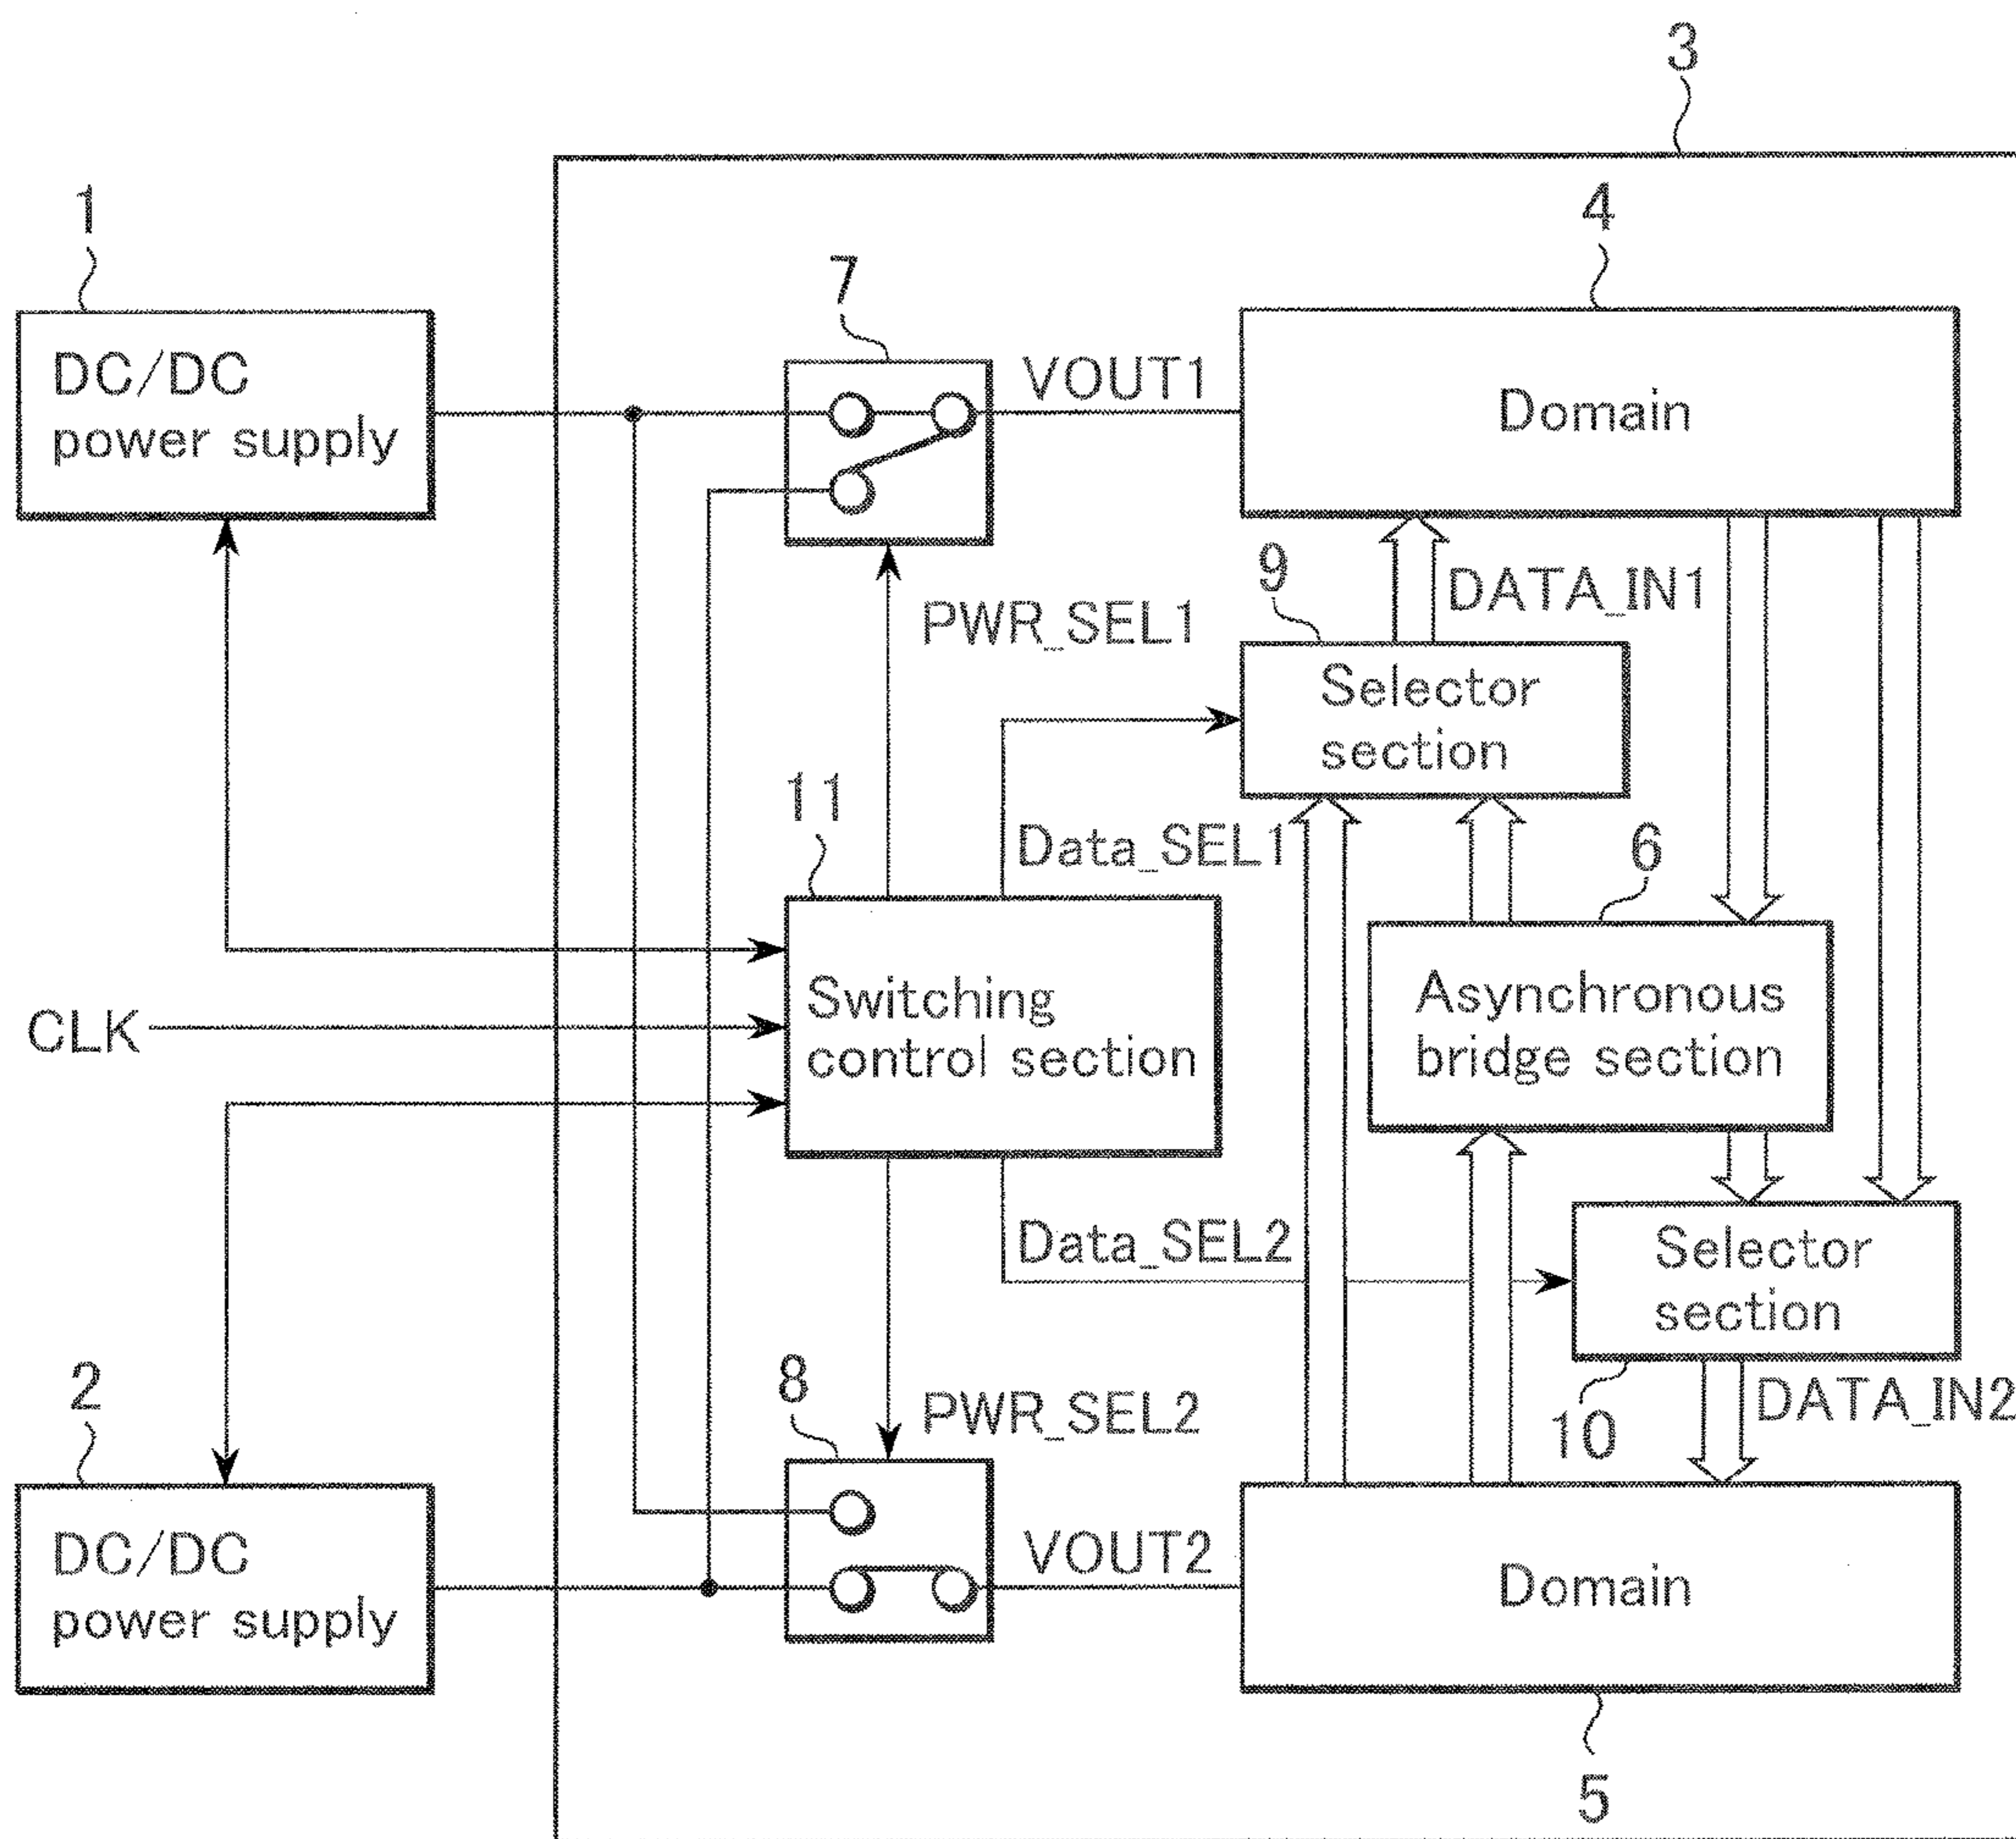 3
1
4
7
DC/DC
power supply
VOUT1
Domain
9
DATA_IN1
PWR_SEL1
Selector
section
11
Data_SEL1
6
CLK
Switching
control section
Asynchronous
bridge section
Data_SEL2
Selector
section
2
8
PWR_SEL2
10
DATA_IN2
DC/DC
power supply
VOUT2
Domain
5